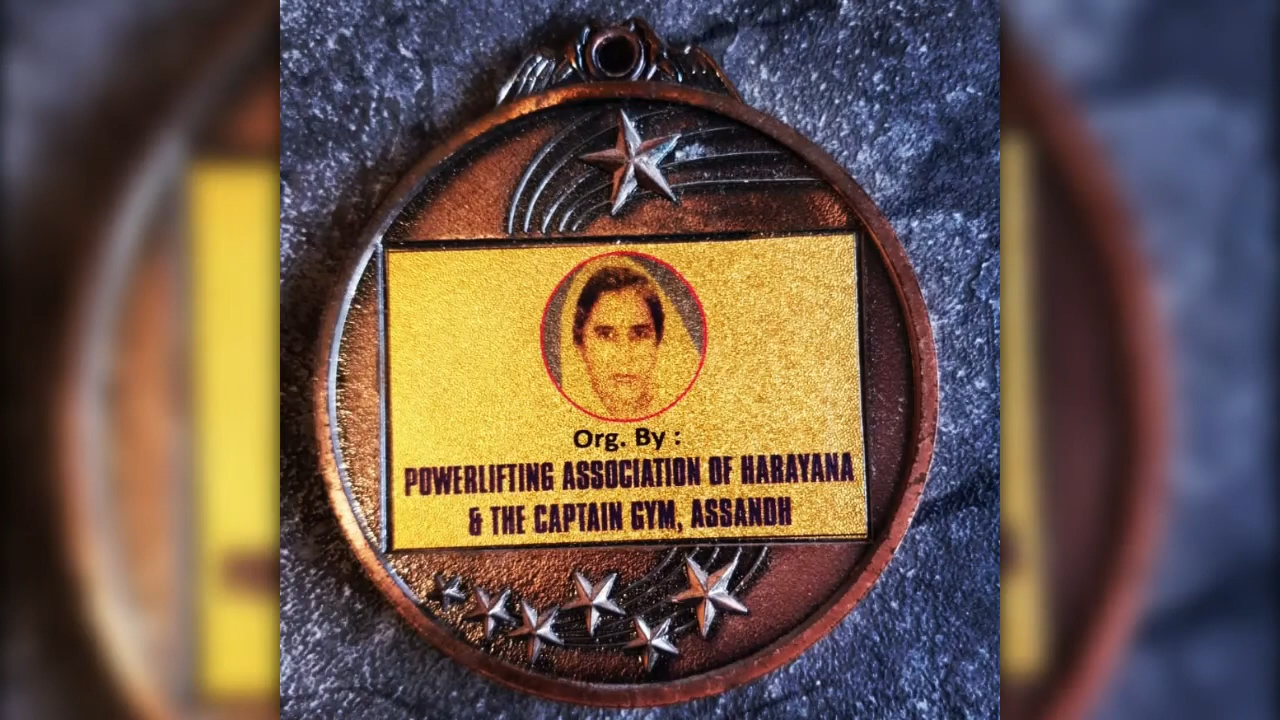 Org. By :
POWERLIFTING ASSOCIATION OF HARAYANA
& THE CAPTAIN GYM, ASSANDH